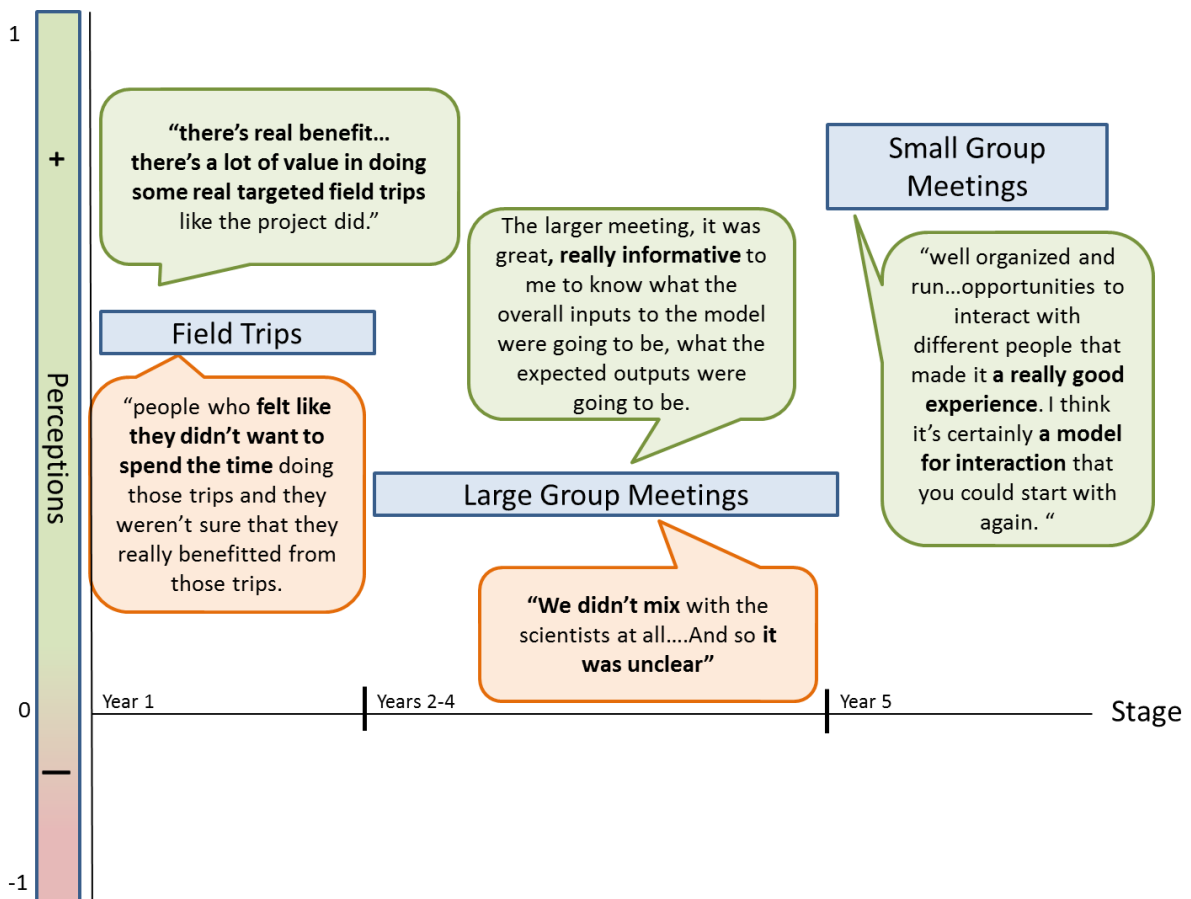 1
+
Perceptions
0
—
-1
“there’s real benefit…
there’s a lot of value in doing
some real targeted field trips
like the project did.”
Field Trips
“people who felt like
they didn’t want to
spend the time doing
those trips and they
weren’t sure that they
really benefitted from
those trips.
The larger meeting, it was
great, really informative to
me to know what the
overall inputs to the model
were going to be, what the
expected outputs were
going to be.
Large Group Meetings
“We didn’t mix with the
scientists at all….And so it
was unclear”
Small Group
Meetings
“well organized and
run…opportunities to
interact with
different people that
made it a really good
experience. I think
it’s certainly a model
for interaction that
you could start with
again. “
Year 1
Years 2-4
Year 5
Stage